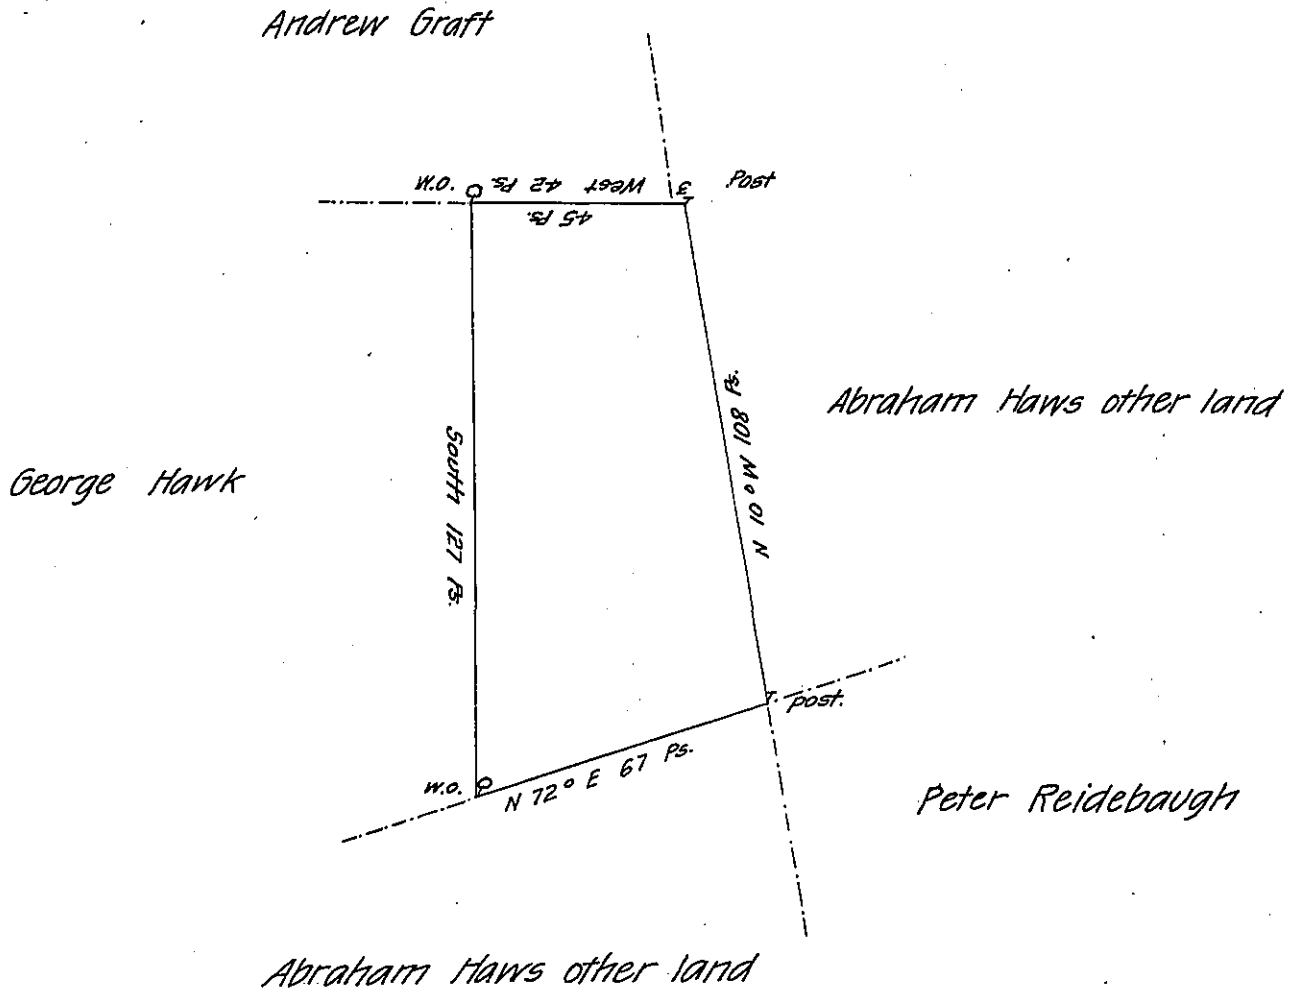 Andrew Graft
W.O.
West 42 Ps.
3
Post
45 Ps.
N 10° W 108 Ps.
Abraham Haws other land
South 127 Ps.
George Hawk
post.
W.O.
N 72° E 67 Ps.
Peter Reidebaugh
Abraham Haws other land